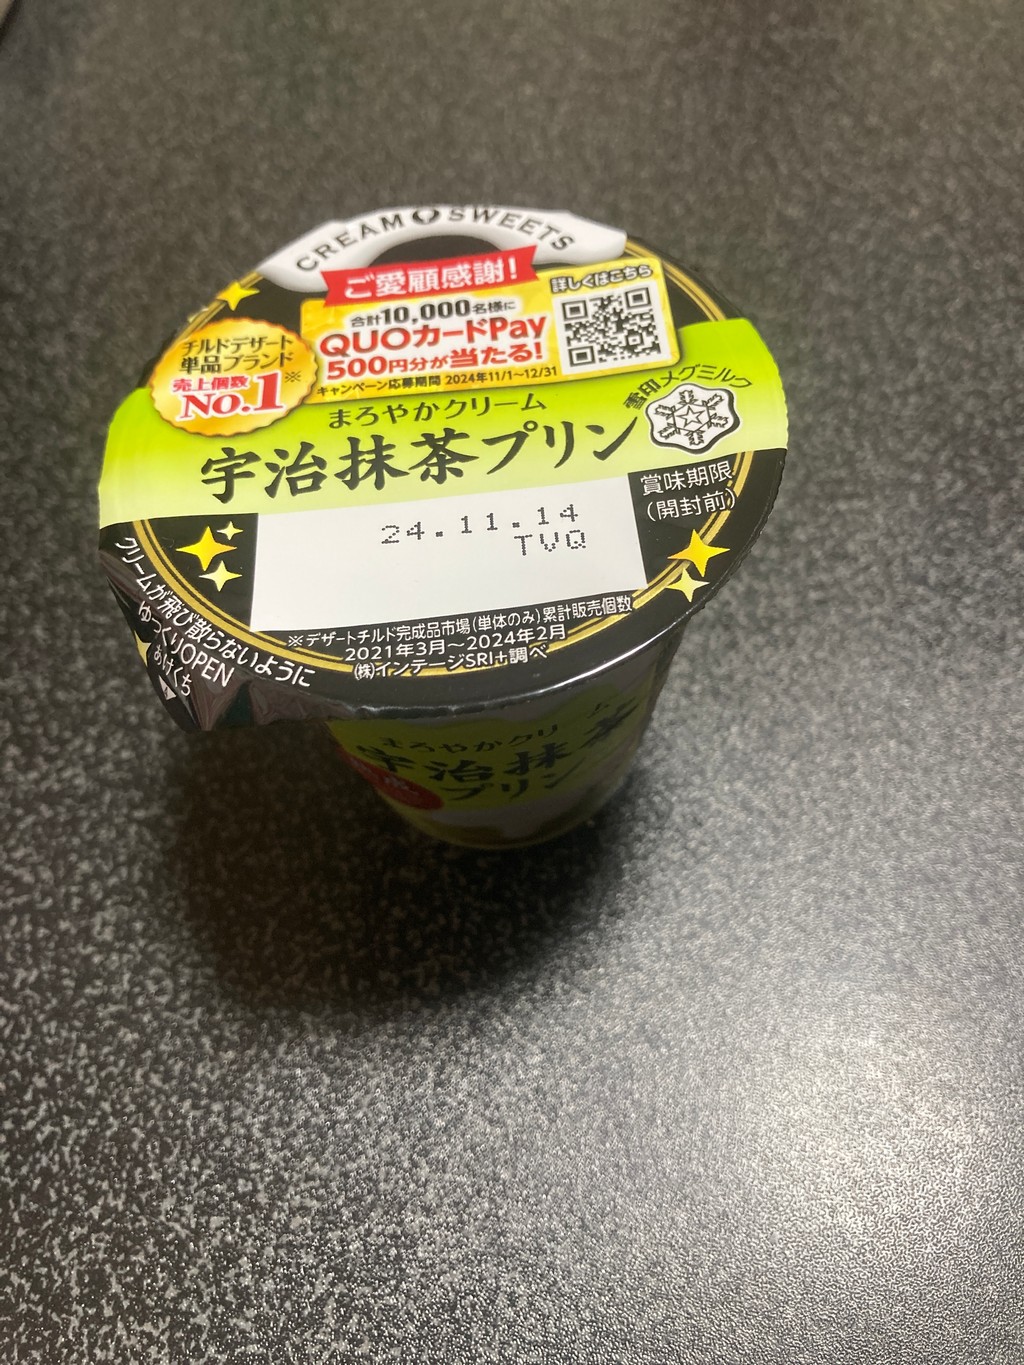 CREAM SWEETS
ご愛顧感謝!
合計10,000名様に
QUOカードPay
500円分が当たる!
キャンペーン応募期間 2024年11/1~12/31
詳しくはこちら
チルドデザート
単品ブランド
売上個数※
No.1
まろやかクリーム
宇治抹茶プリン
雪印メグミルク
賞味期限
(開封前)
24.11.14
TVQ
※デザートチルド完成品市場(単体のみ)累計販売個数
2021年3月~2024年2月
(株)インテージSRI+調べ
クリームが飛び散らないように
ゆっくりOPEN
あけくち
まろやかクリーム
宇治抹茶
プリン